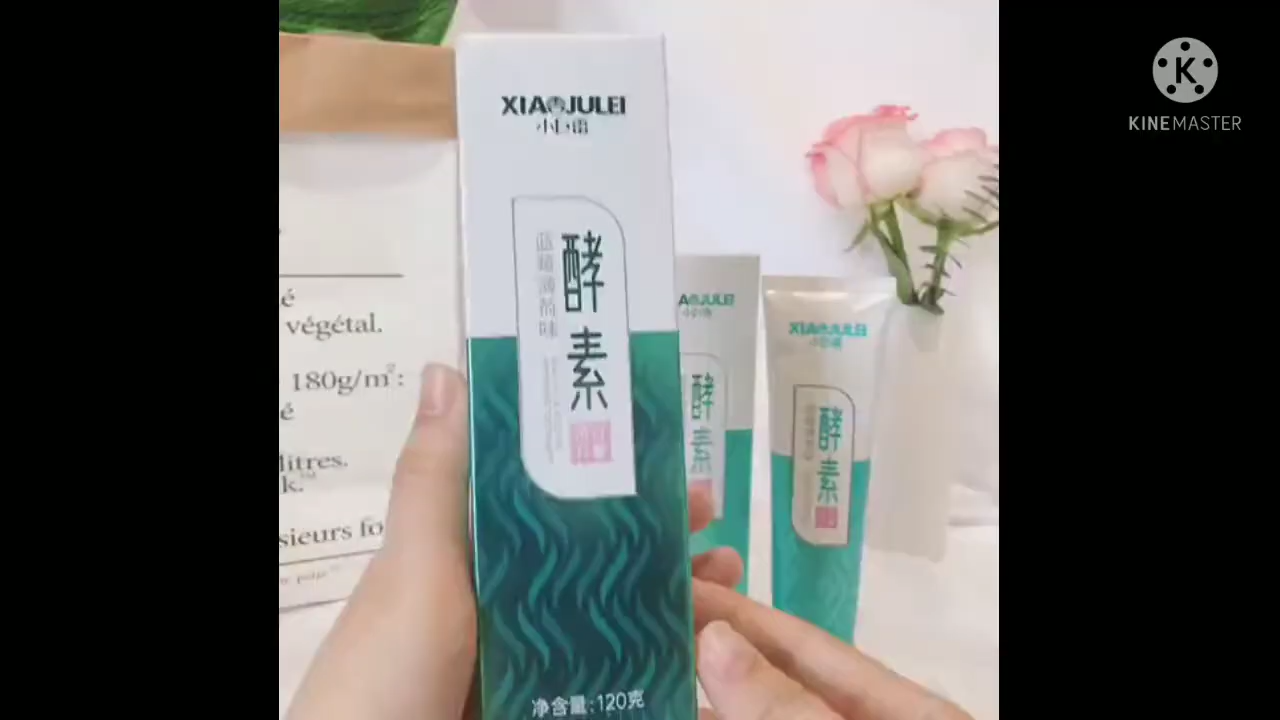 XIAOJULEI
酵素
净含量:120克
é
végétal.
180g/m²:
é
litres.
k.™
sieurs fo
XIAOJULEI
酵素
XIAOJULEI
酵素
KINEMASTER